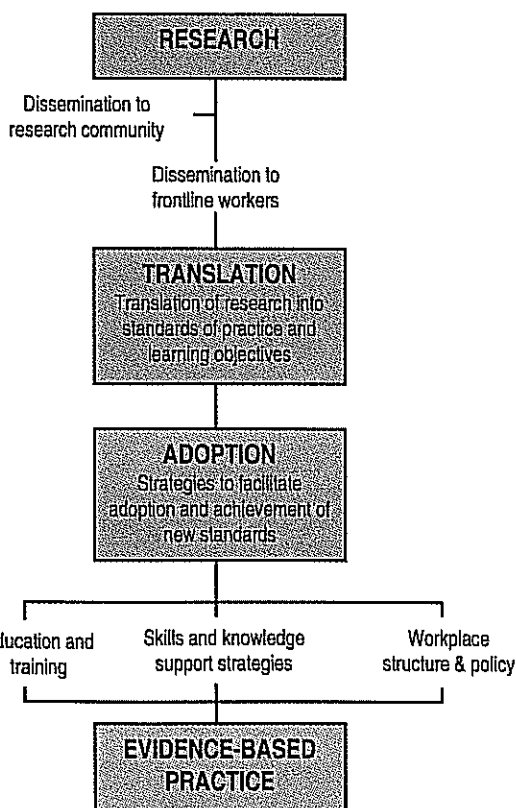 RESEARCH
Dissemination to
research community
Dissemination to
frontline workers
TRANSLATION
Translation of research into
standards of practice and
learning objectives
ADOPTION
Strategies to facilitate
adoption and achievement of
new standards
ducation and
training
Skills and knowledge
support strategies
Workplace
structure & policy
EVIDENCE-BASED
PRACTICE